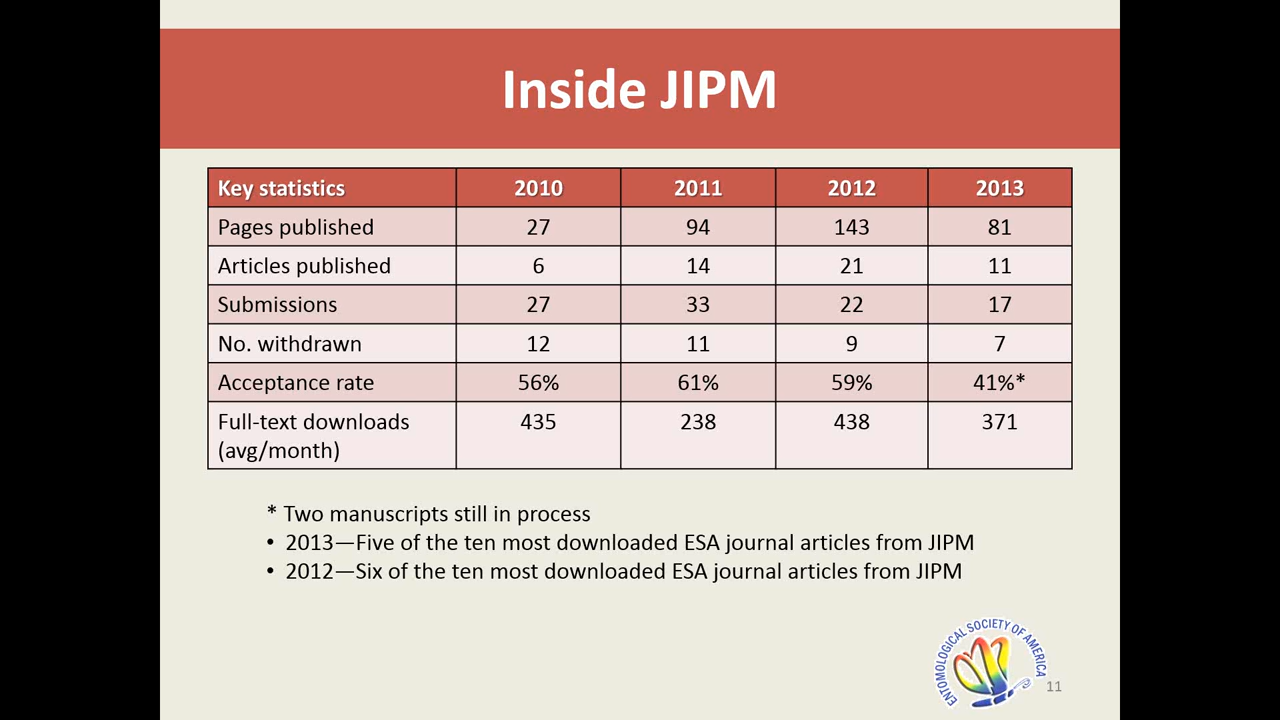 Inside JIPM
Key statistics 2010 2011 2012 2013
Pages published 27 94 143 81
Articles published 6 14 21 11
Submissions 27 33 22 17
No. withdrawn 12 11 9 7
Acceptance rate 56% 61% 59% 41%*
Full-text downloads 435 238 438 371
(avg/month)
* Two manuscripts still in process
• 2013—Five of the ten most downloaded ESA journal articles from JIPM
• 2012—Six of the ten most downloaded ESA journal articles from JIPM
ENTOMOLOGICAL SOCIETY OF AMERICA
11